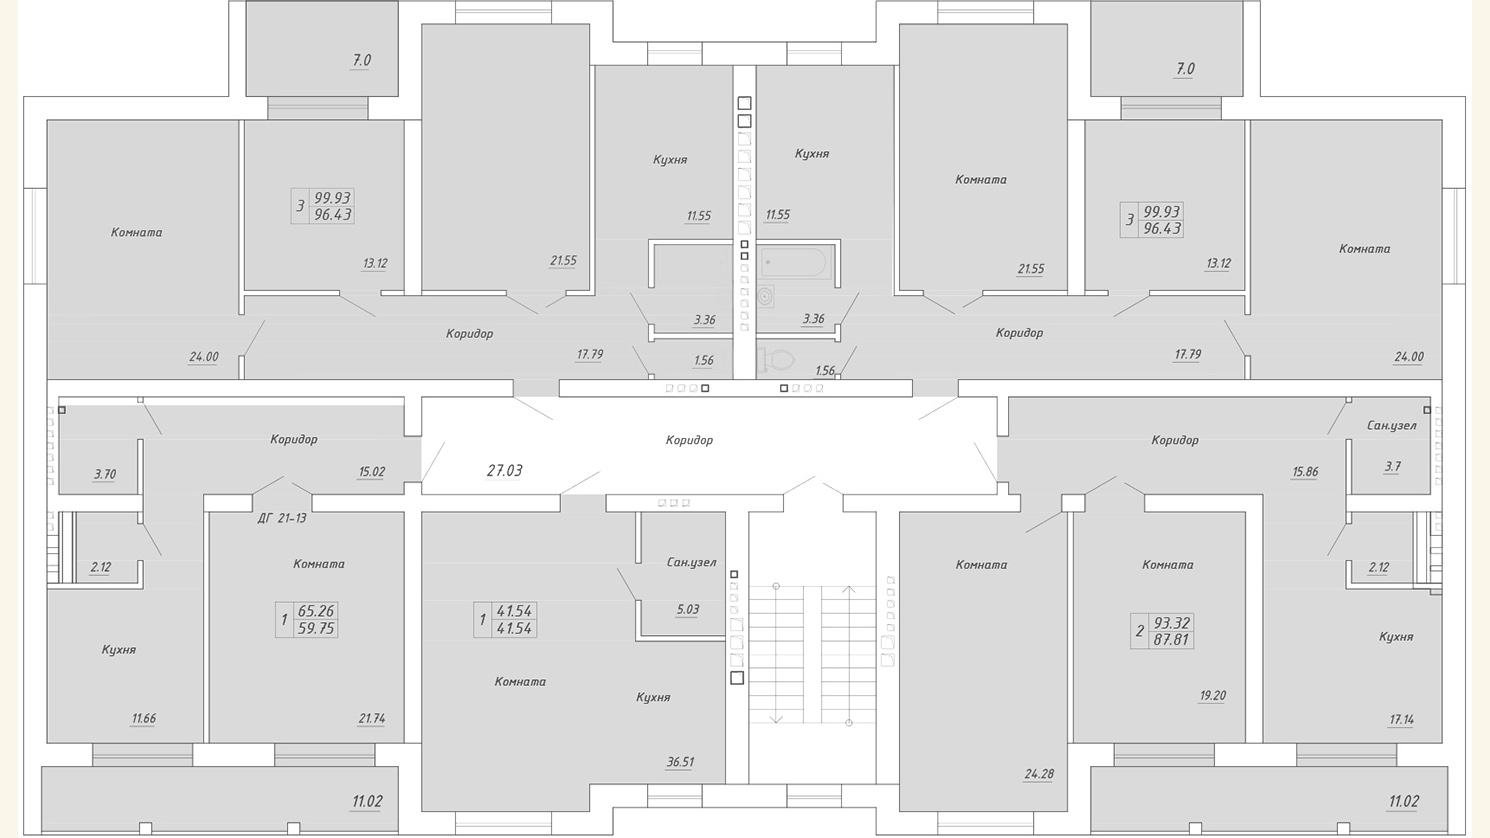 7.0
7.0
Кухня
Кухня
Комната
3
99.93
96.43
11.55
11.55
3
99.93
96.43
Комната
Комната
13.12
21.55
21.55
13.12
3.36
3.36
Коридор
Коридор
24.00
17.79
1.56
1.56
17.79
24.00
Коридор
Коридор
Коридор
Сан.узел
3.70
15.02
27.03
15.86
3.7
ДГ 21-13
2.12
Комната
Сан.узел
Комната
Комната
2.12
1
65.26
59.75
1
41.54
41.54
5.03
2
93.32
87.81
Кухня
Кухня
Комната
Кухня
11.66
21.74
19.20
17.14
36.51
24.28
11.02
11.02